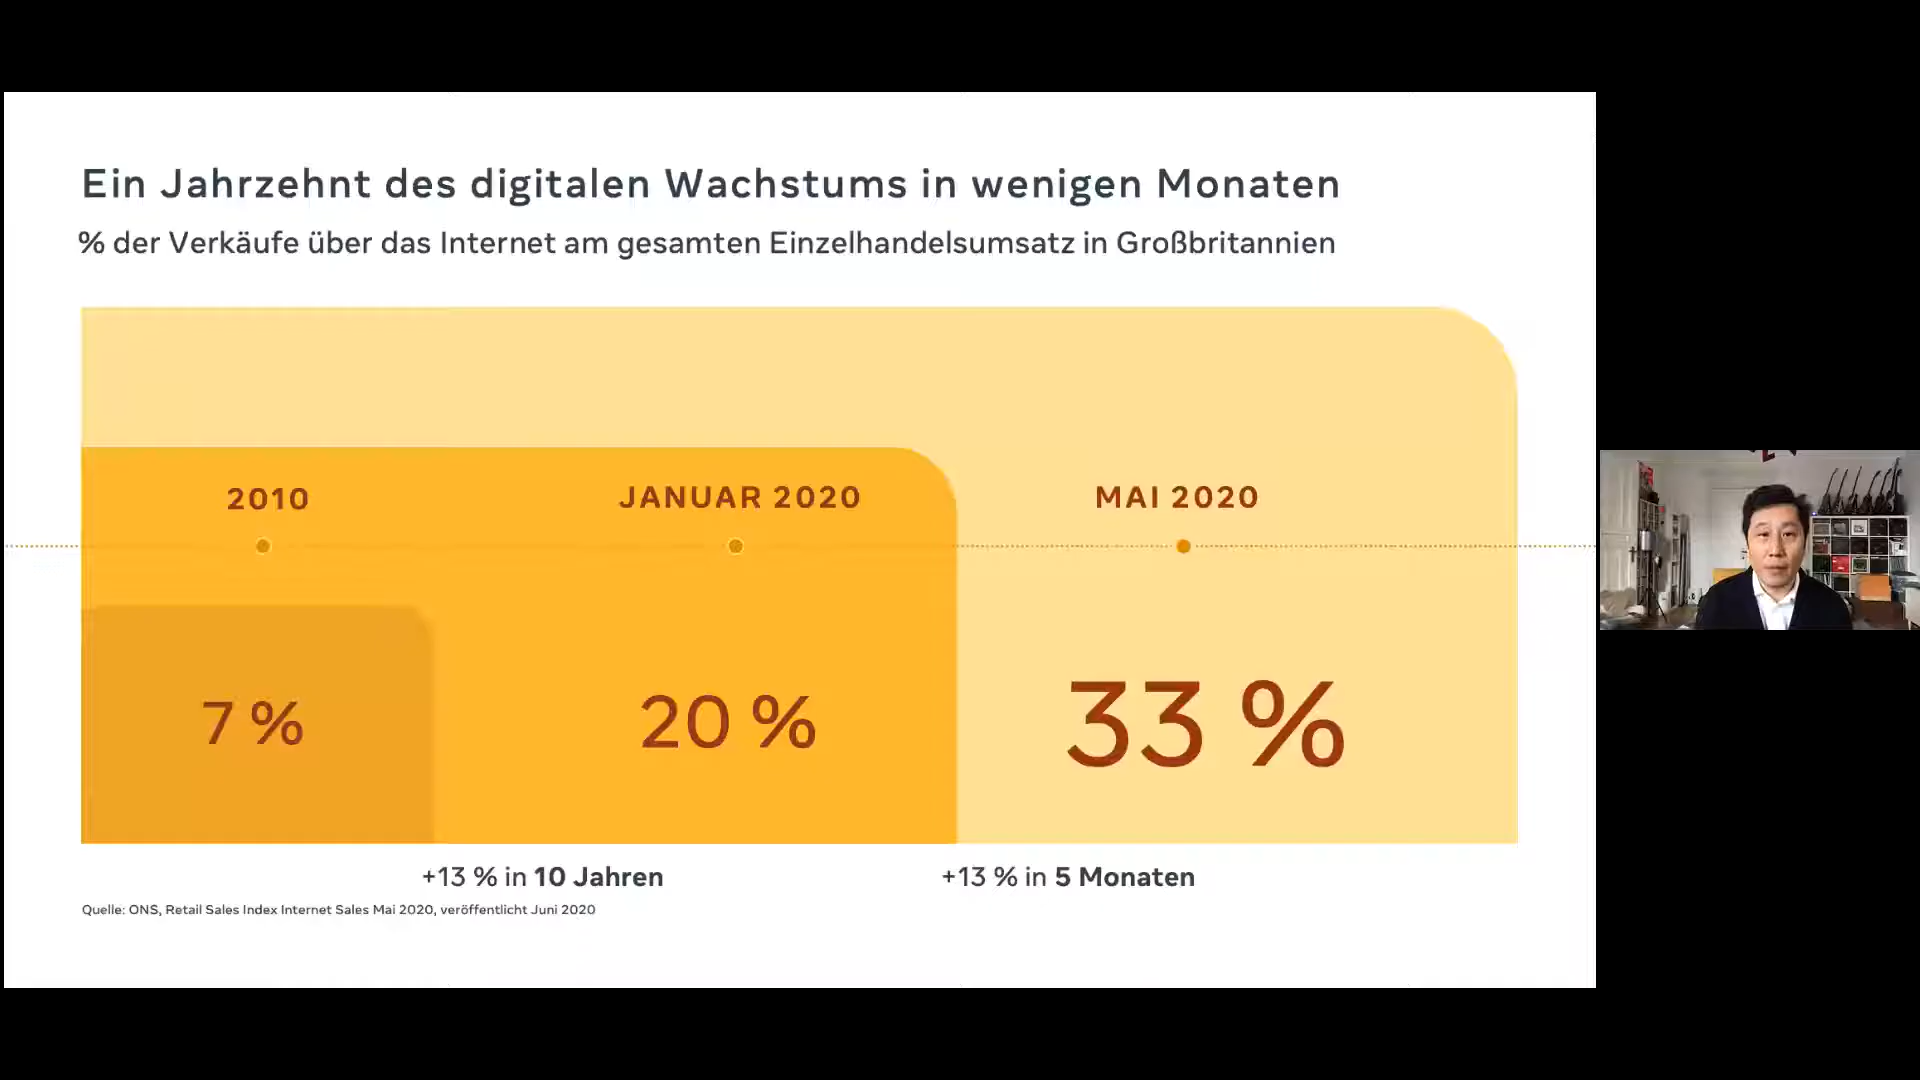 Ein Jahrzehnt des digitalen Wachstums in wenigen Monaten
% der Verkäufe über das Internet am gesamten Einzelhandelsumsatz in Großbritannien
2010
JANUAR 2020
MAI 2020
7 %
20 %
33 %
+13 % in 10 Jahren
+13 % in 5 Monaten
Quelle: ONS, Retail Sales Index Internet Sales Mai 2020, veröffentlicht Juni 2020